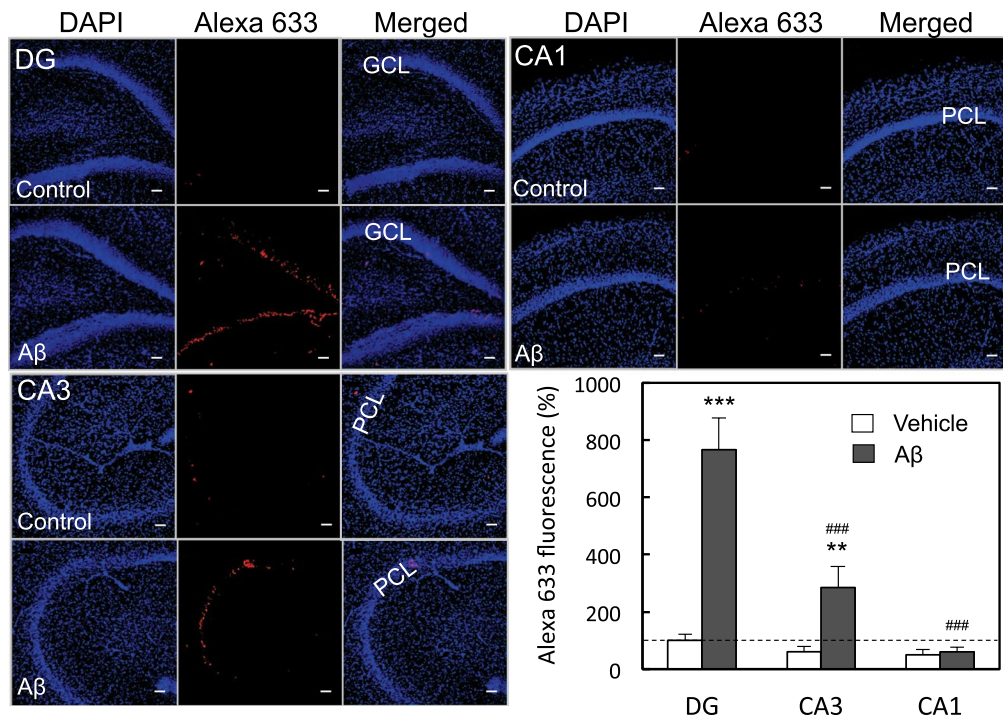 DAPI Alexa 633 Merged
DG
GCL
Control
GCL
Aβ
CA3
PCL
Control
PCL
Aβ
DAPI Alexa 633 Merged
CA1
PCL
Control
PCL
Aβ
Alexa 633 fluorescence (%)
1000
800
600
400
200
0
***
###
**
###
Vehicle
Aβ
DG CA3 CA1